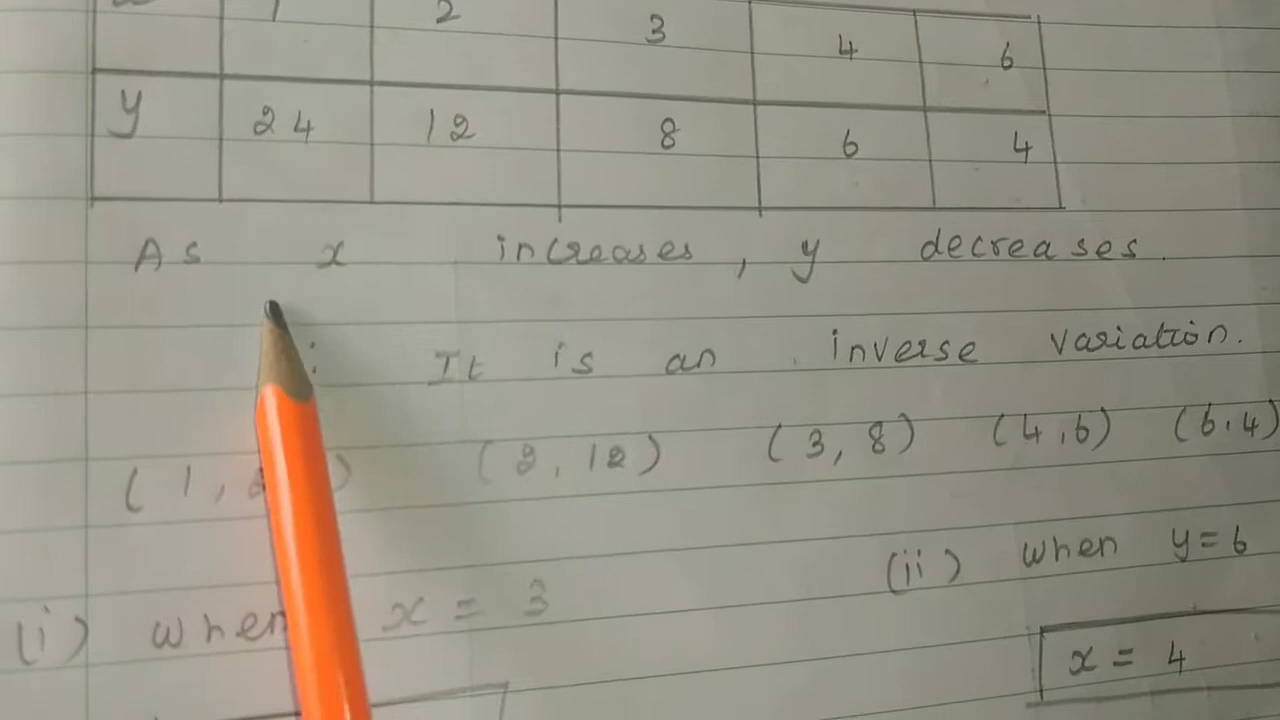 1 2 3 4 6
y 24 12 8 6 4
As x increases, y decreases.
: It is an inverse variation.
(1, ) (2, 12) (3, 8) (4,6) (6.4)
(i) when x = 3 (ii) when y=6
x = 4